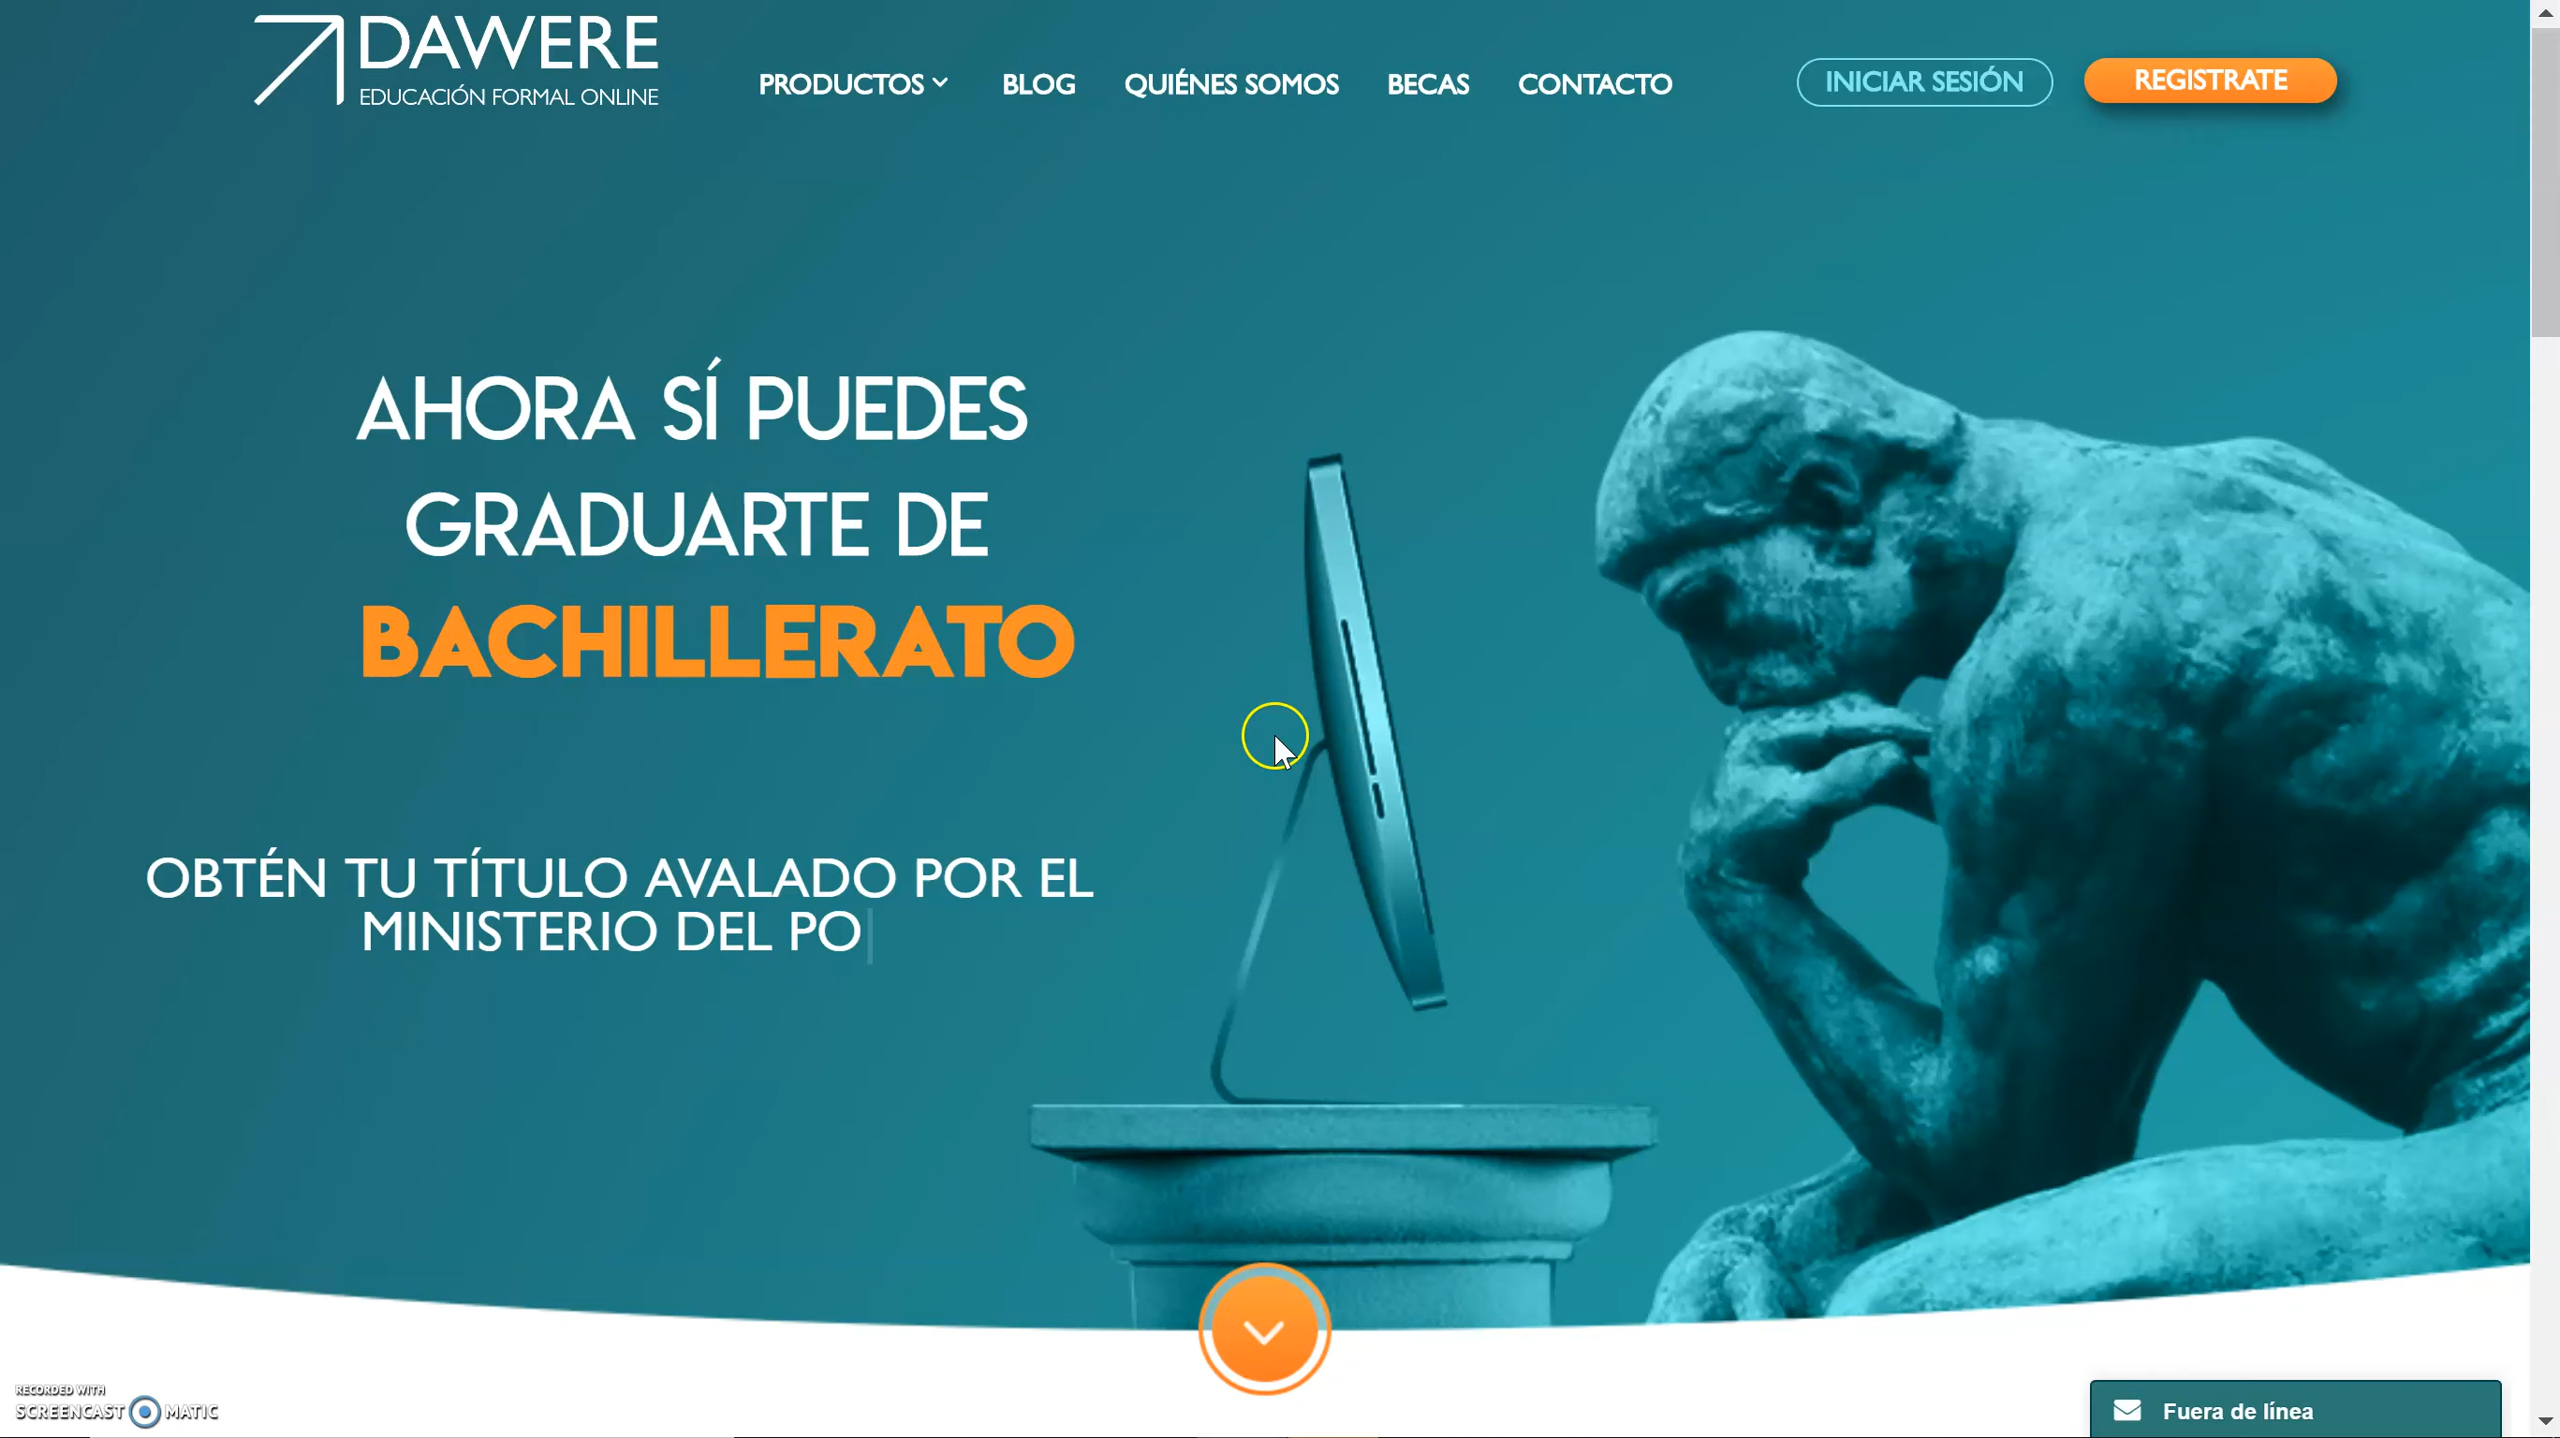 DAWERE
EDUCACIÓN FORMAL ONLINE
PRODUCTOS
BLOG
QUIÉNES SOMOS
BECAS
CONTACTO
INICIAR SESIÓN
REGISTRATE
AHORA SÍ PUEDES
GRADUARTE DE
BACHILLERATO
OBTÉN TU TÍTULO AVALADO POR EL
MINISTERIO DEL PO
RECORDED WITH
SCREENCAST MATIC
Fuera de línea